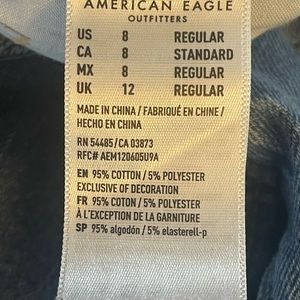 AMERICAN EAGLE
OUTFITTERS
US 8 REGULAR
CA 8 STANDARD
MX 8 REGULAR
UK 12 REGULAR
MADE IN CHINA / FABRIQUÉ EN CHINE /
HECHO EN CHINA
RN 54485/CA 03873
RFC# AEM120605U9A
EN 95% COTTON / 5% POLYESTER
EXCLUSIVE OF DECORATION
FR 95% COTON / 5% POLYESTER
À L'EXCEPTION DE LA GARNITURE
SP 95% algodón / 5% elasterell-p